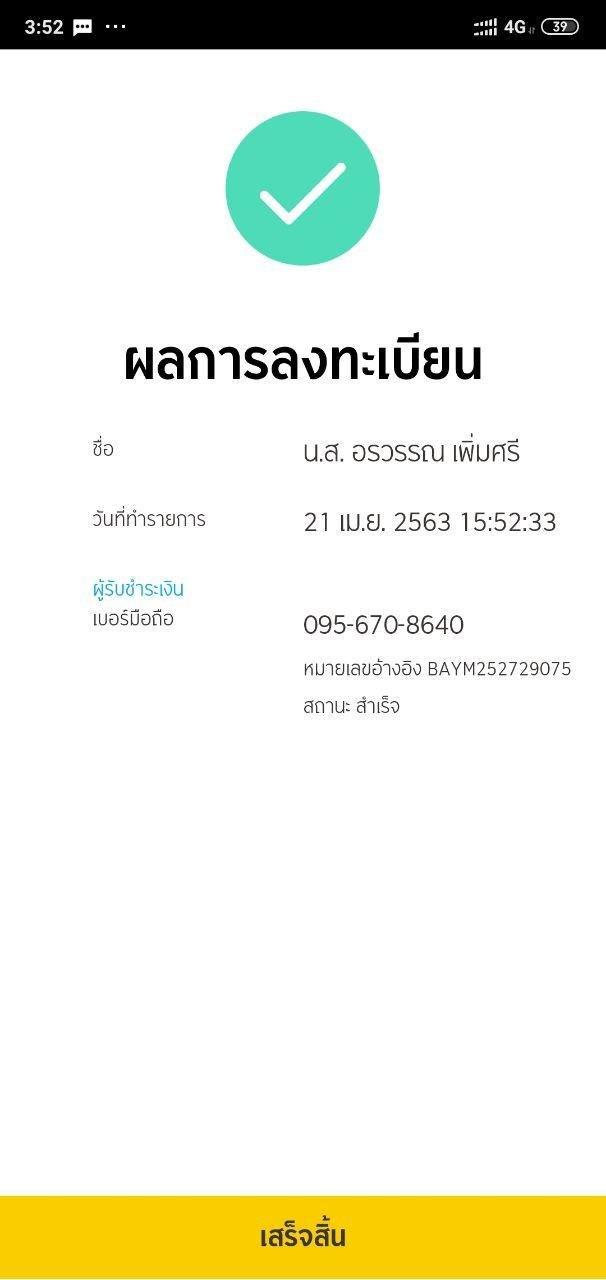 3:52 ... 4G 39
ผลการลงทะเบียน
ชื่อ น.ส. อรวรรณ เพิ่มศรี
วันที่ทำรายการ 21 เม.ย. 2563 15:52:33
ผู้รับชำระเงิน
เบอร์มือถือ 095-670-8640
หมายเลขอ้างอิง BAYM252729075
สถานะ สำเร็จ
เสร็จสิ้น